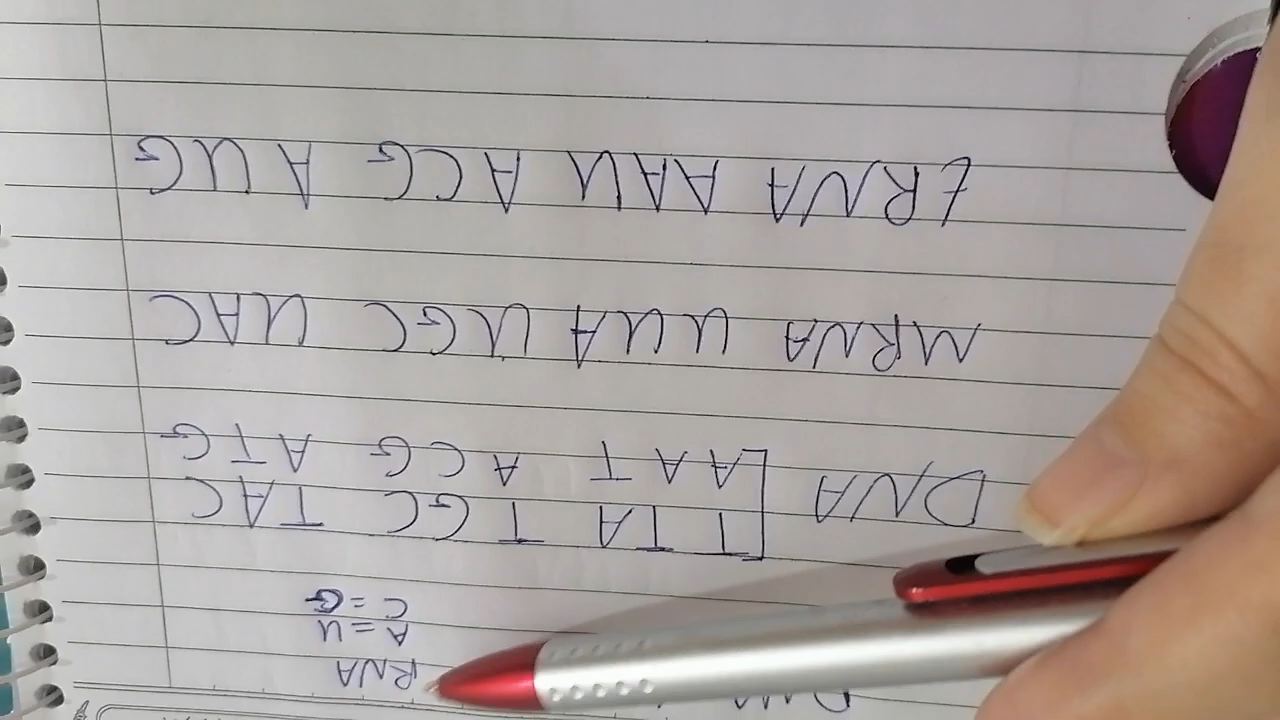 RNA
A=U
C=G
DNA [TTA TGC TAC
AAT ACG ATG
MRNA UUA UGC UAC
tRNA AAU ACG AUG